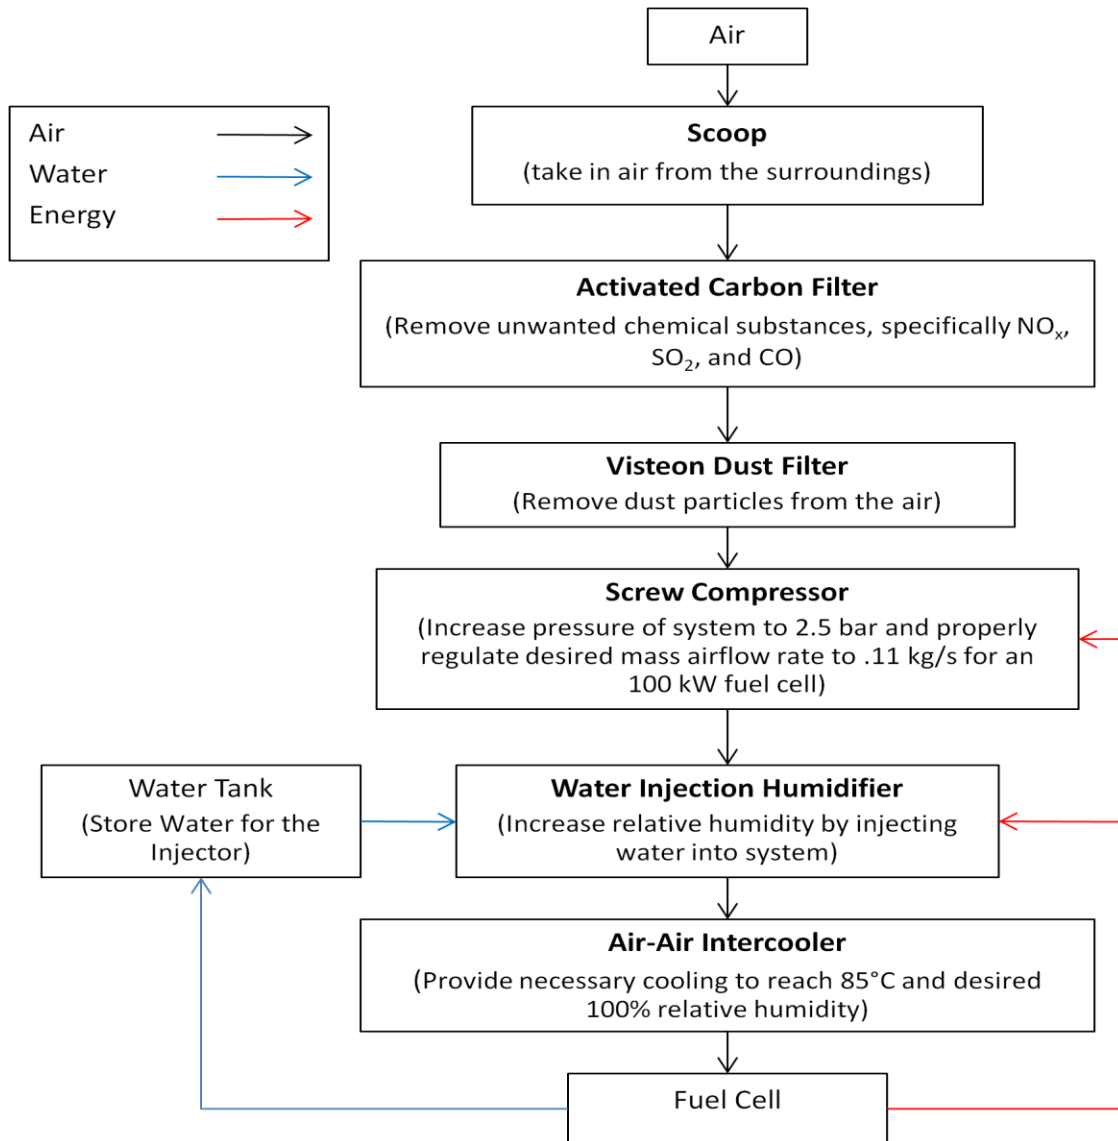 Air
Air
Water
Energy
Scoop
(take in air from the surroundings)
Activated Carbon Filter
(Remove unwanted chemical substances, specifically NOₓ,
SO₂, and CO)
Visteon Dust Filter
(Remove dust particles from the air)
Screw Compressor
(Increase pressure of system to 2.5 bar and properly
regulate desired mass airflow rate to .11 kg/s for an
100 kW fuel cell)
Water Tank
(Store Water for the
Injector)
Water Injection Humidifier
(Increase relative humidity by injecting
water into system)
Air-Air Intercooler
(Provide necessary cooling to reach 85°C and desired
100% relative humidity)
Fuel Cell